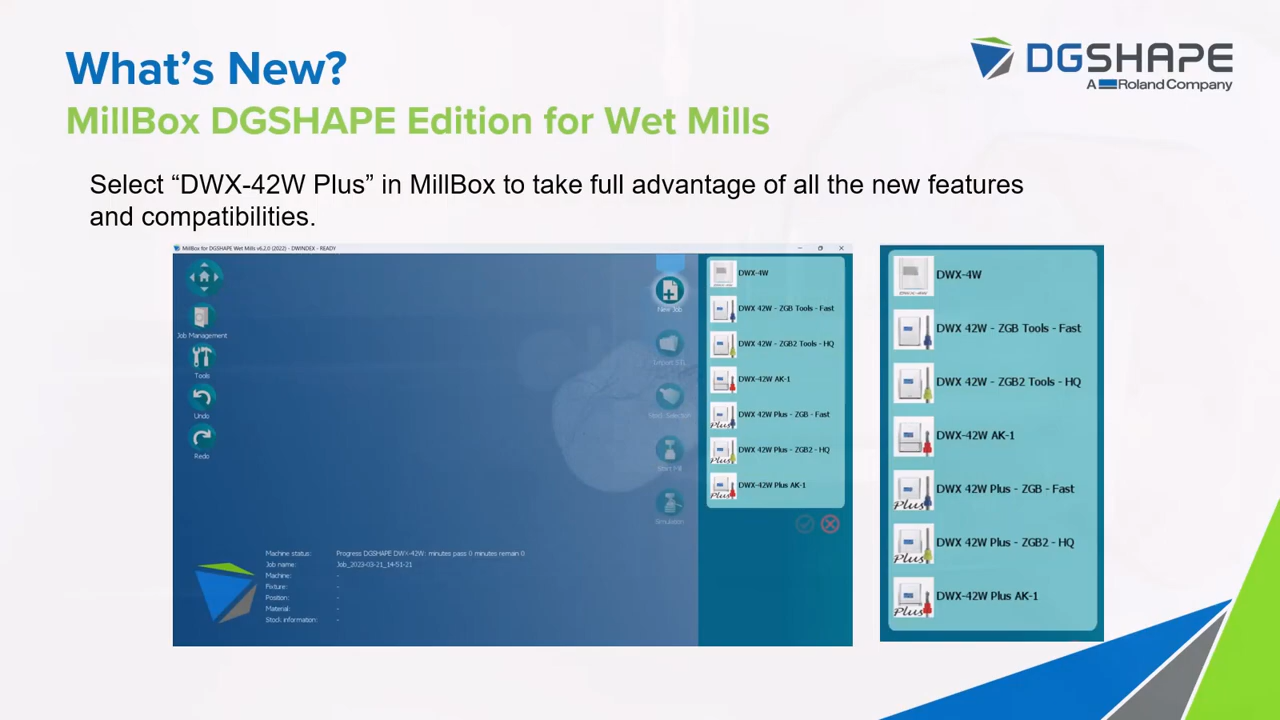 What's New?
DGSHAPE
A Roland Company
MillBox DGSHAPE Edition for Wet Mills
Select “DWX-42W Plus” in MillBox to take full advantage of all the new features
and compatibilities.
MillBox for DGSHAPE Wet Mills v6.2.0 (2022) - DWINDEX - READY
Job Management
Tools
Undo
Redo
New Job
Import STL
Simulation
DWX-4W
DWX 42W - ZGB Tools - Fast
DWX 42W - ZGB2 Tools - HQ
DWX-42W AK-1
DWX 42W Plus - ZGB - Fast
DWX 42W Plus - ZGB2 - HQ
DWX-42W Plus AK-1
Machine status: Progress DGSHAPE DWX-42W: minutes pass 0 minutes remain 0
Job name: Job_2023-03-21_14-51-21
Machine: -
Fixture: -
Position: -
Material: -
Stock information: -
DWX-4W
DWX 42W - ZGB Tools - Fast
DWX 42W - ZGB2 Tools - HQ
DWX-42W AK-1
Plus DWX 42W Plus - ZGB - Fast
Plus DWX 42W Plus - ZGB2 - HQ
Plus DWX-42W Plus AK-1